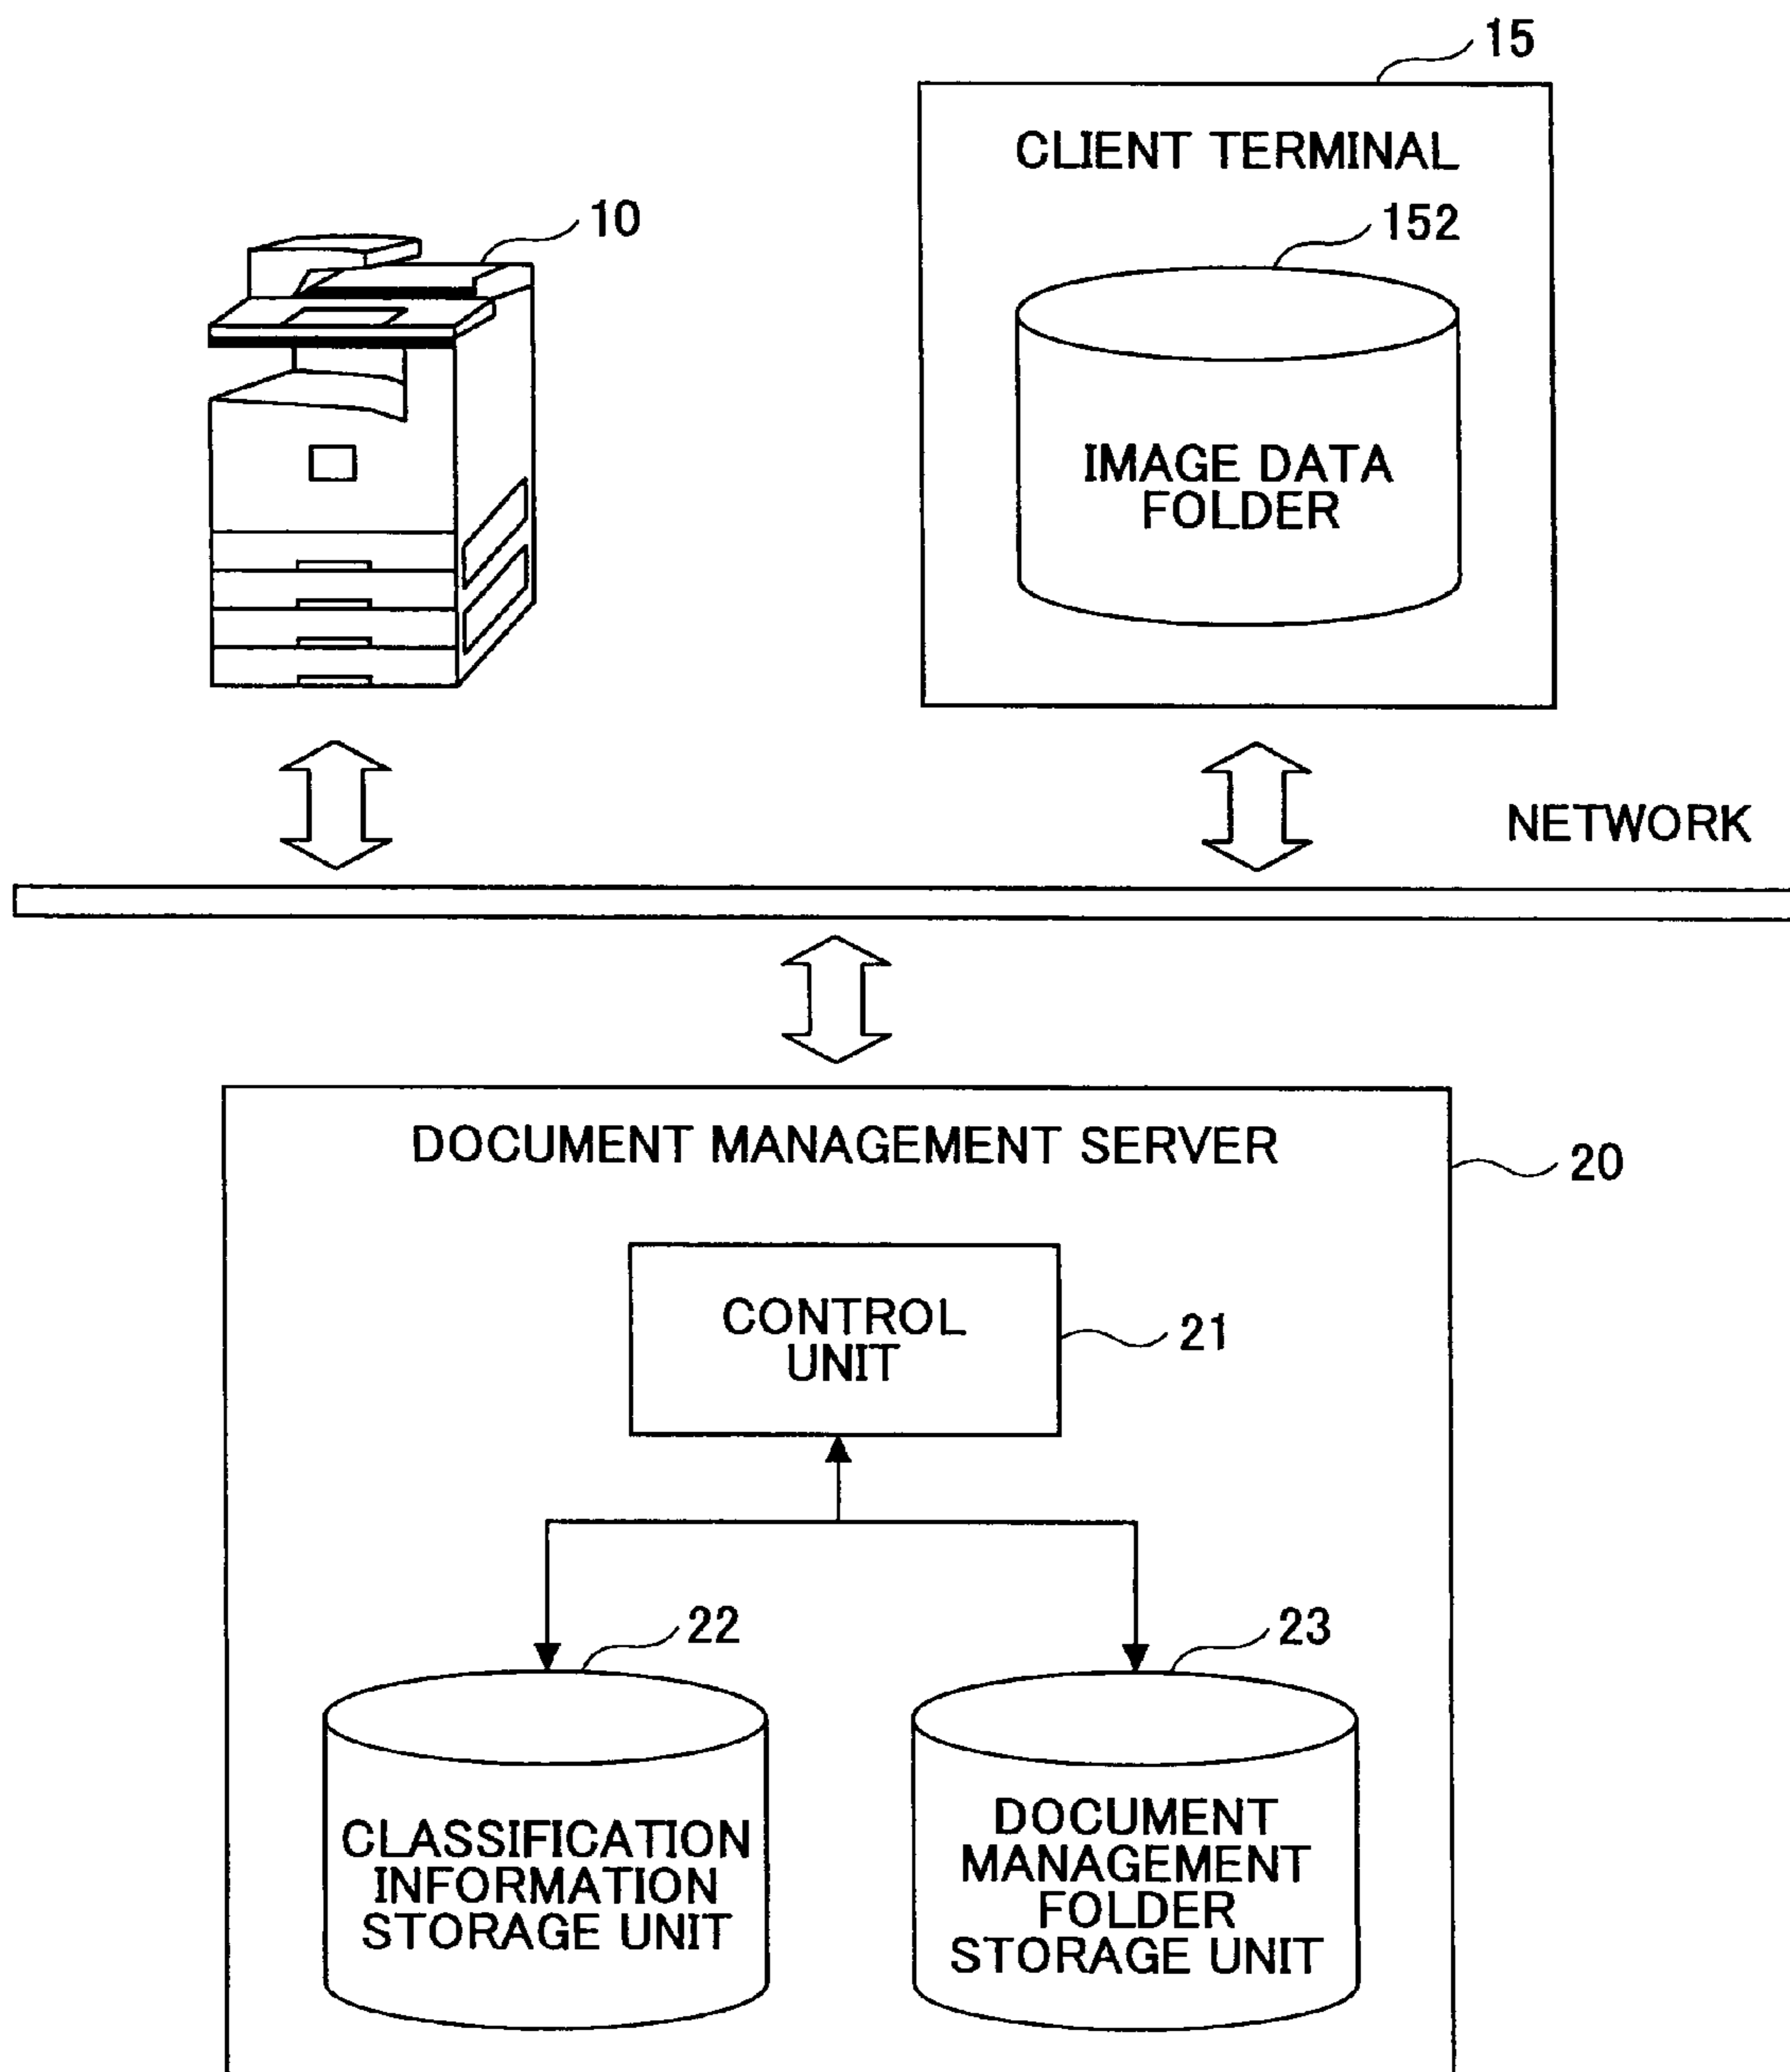 15
CLIENT TERMINAL
10
152
IMAGE DATA
FOLDER
NETWORK
DOCUMENT MANAGEMENT SERVER
20
CONTROL
UNIT
21
22
23
CLASSIFICATION
INFORMATION
STORAGE UNIT
DOCUMENT
MANAGEMENT
FOLDER
STORAGE UNIT